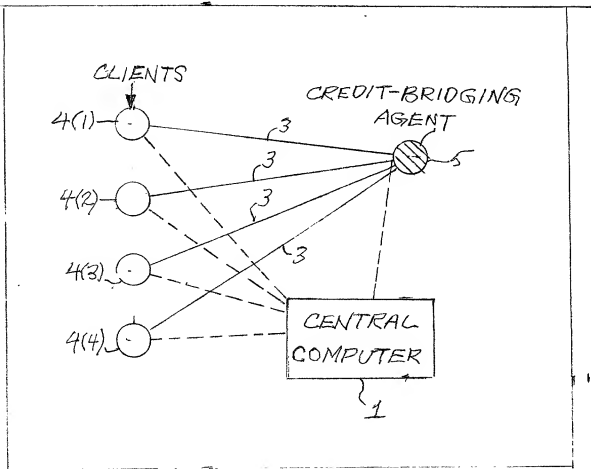 CLIENTS
CREDIT-BRIDGING
AGENT
4(1)
3
5
3
4(2)
3
4(3)
3
4(4)
CENTRAL
COMPUTER
1